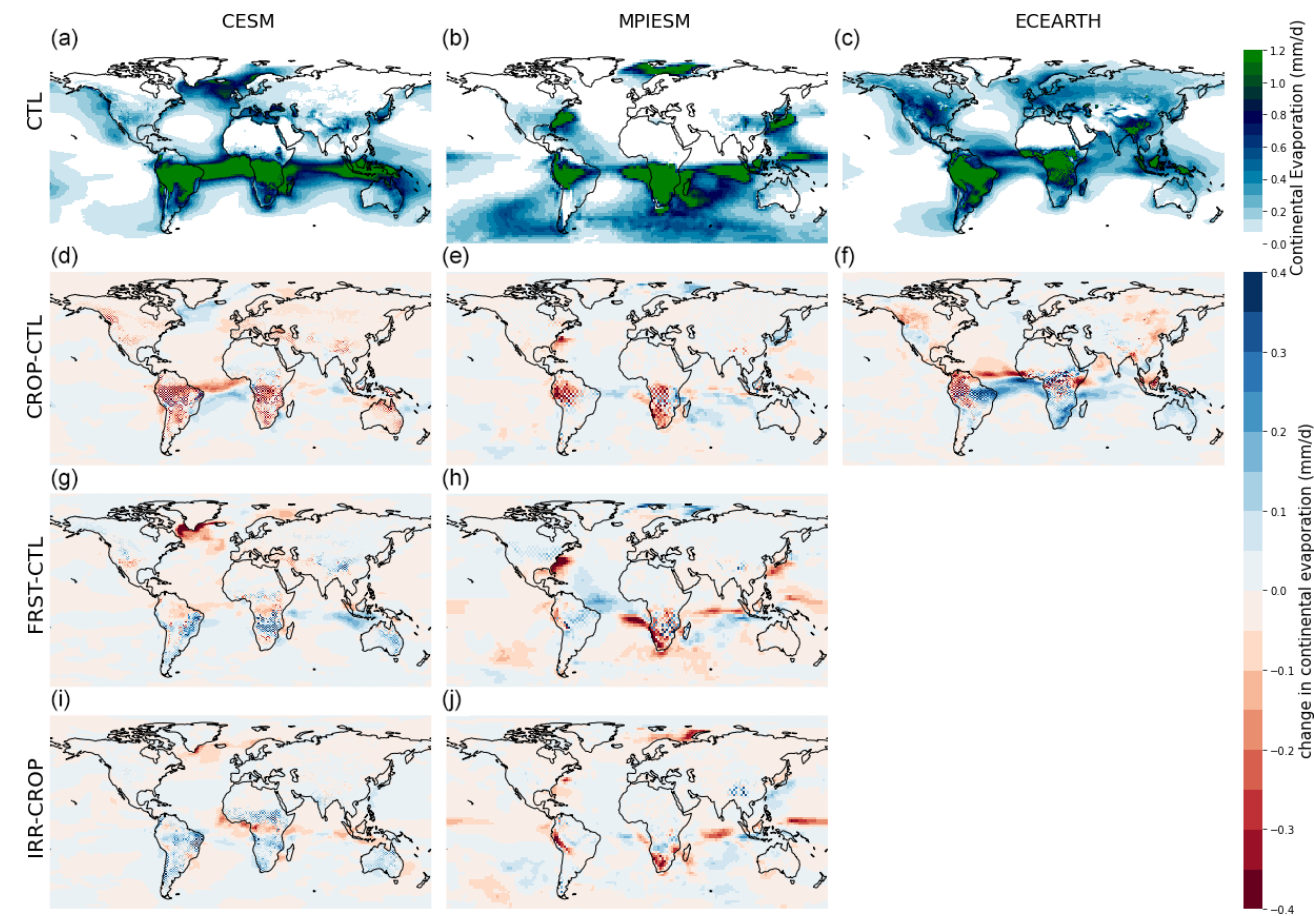 CESM
MPIESM
ECEARTH
(a)
(b)
(c)
CTL
1.2
1.0
0.8
0.6
0.4
0.2
0.0
Continental Evaporation (mm/d)
(d)
(e)
(f)
CROP-CTL
(g)
(h)
FRST-CTL
(i)
(j)
IRR-CROP
0.4
0.3
0.2
0.1
0.0
−0.1
−0.2
−0.3
−0.4
change in continental evaporation (mm/d)